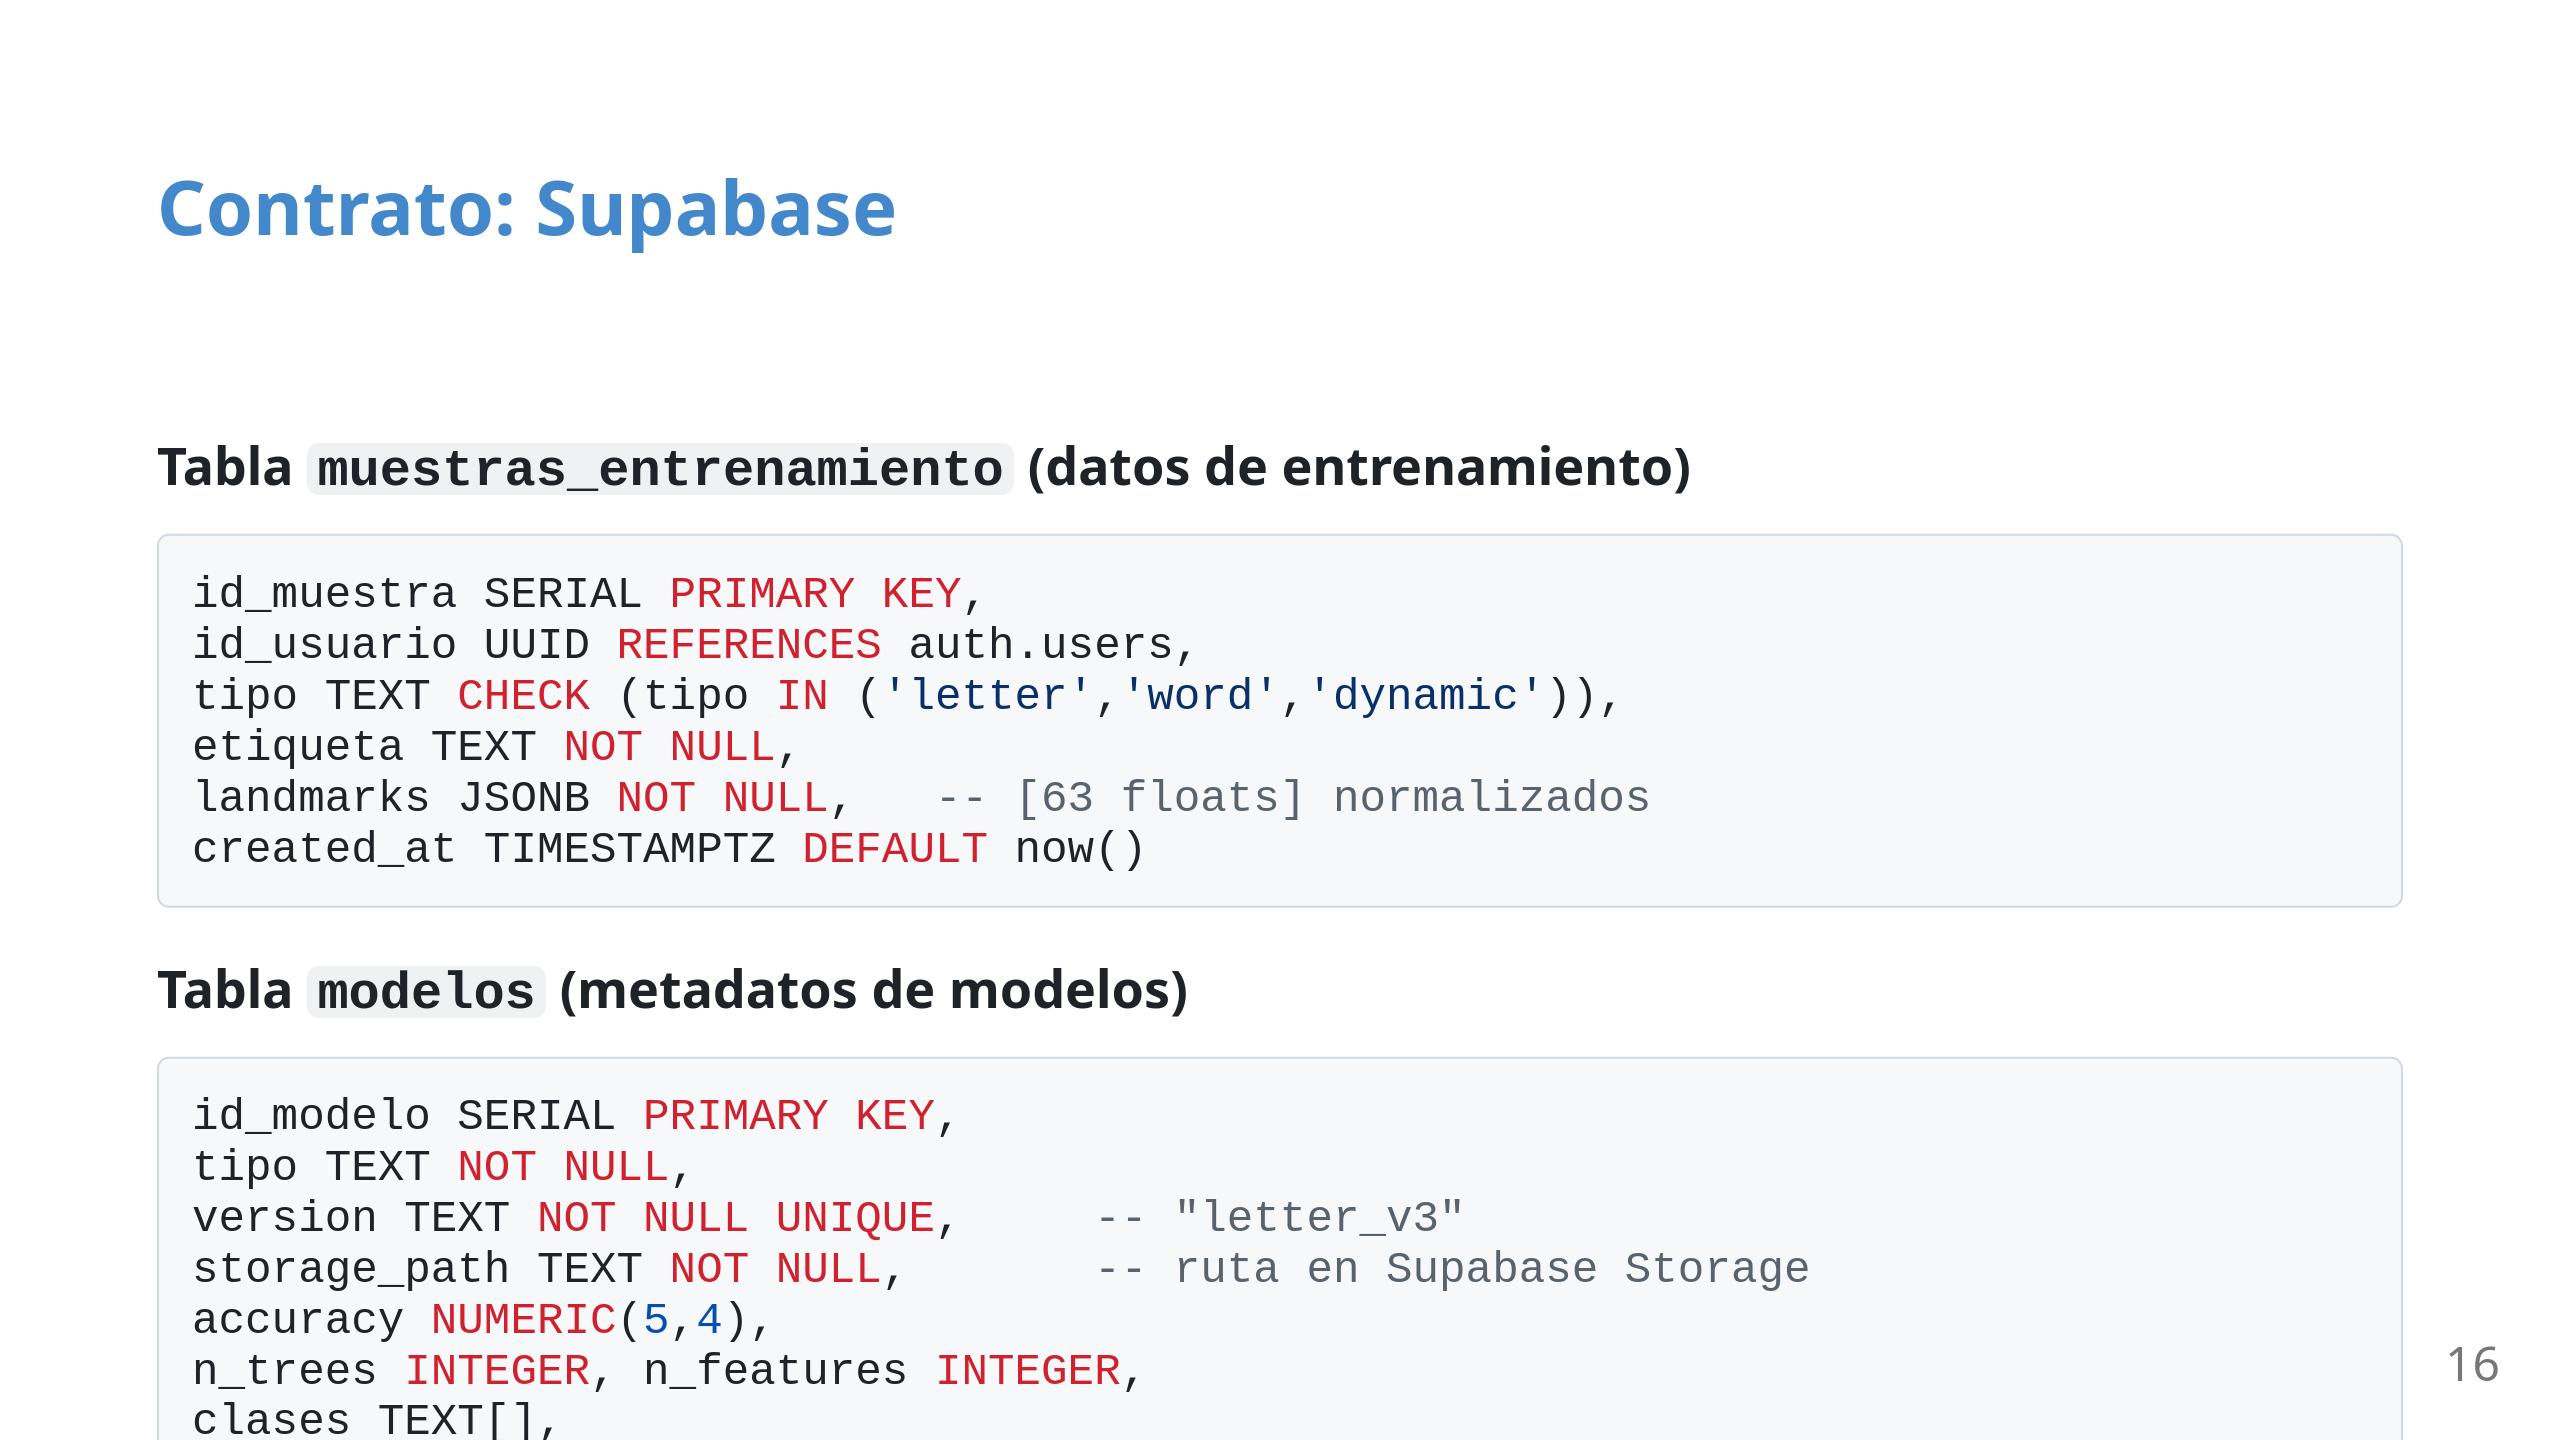 Contrato: Supabase
Tabla muestras_entrenamiento (datos de entrenamiento)
id_muestra SERIAL PRIMARY KEY,
id_usuario UUID REFERENCES auth.users,
tipo TEXT CHECK (tipo IN ('letter','word','dynamic')),
etiqueta TEXT NOT NULL,
landmarks JSONB NOT NULL,   -- [63 floats] normalizados
created_at TIMESTAMPTZ DEFAULT now()
Tabla modelos (metadatos de modelos)
id_modelo SERIAL PRIMARY KEY,
tipo TEXT NOT NULL,
version TEXT NOT NULL UNIQUE,     -- "letter_v3"
storage_path TEXT NOT NULL,       -- ruta en Supabase Storage
accuracy NUMERIC(5,4),
n_trees INTEGER, n_features INTEGER,
clases TEXT[],
16